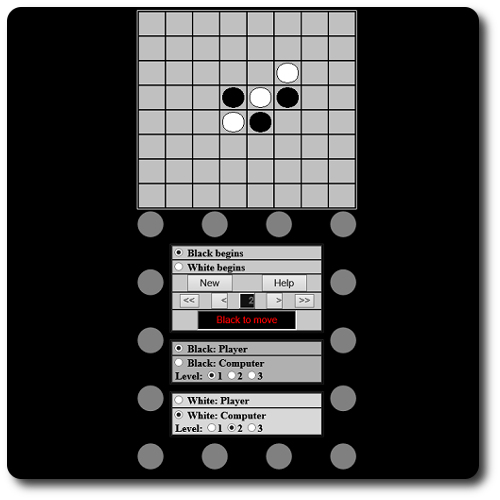 Black begins
White begins
New Help
<< < 2 > >>
Black to move
Black: Player
Black: Computer
Level: 1 2 3
White: Player
White: Computer
Level: 1 2 3